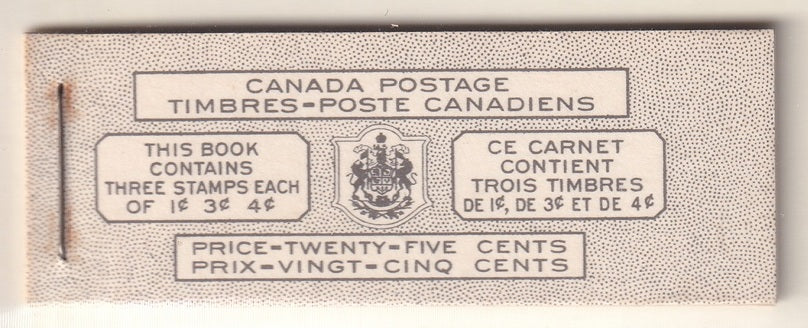 CANADA POSTAGE
TIMBRES-POSTE CANADIENS
THIS BOOK
CONTAINS
THREE STAMPS EACH
OF 1¢ 3¢ 4¢
CE CARNET
CONTIENT
TROIS TIMBRES
DE 1¢, DE 3¢ ET DE 4¢
PRICE-TWENTY-FIVE CENTS
PRIX-VINGT-CINQ CENTS